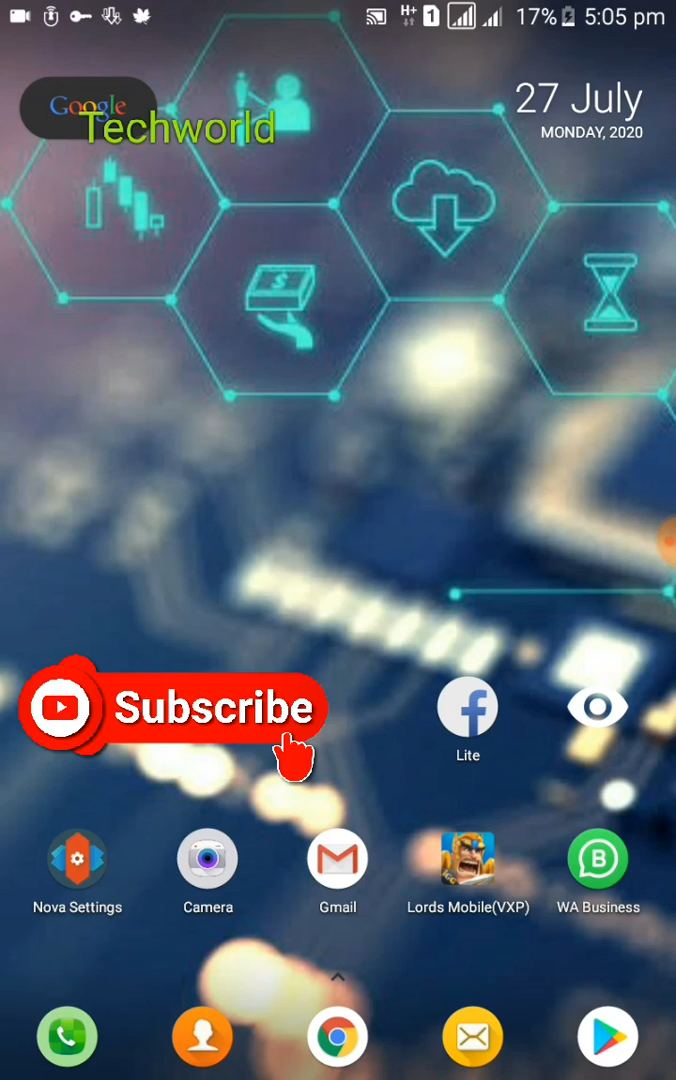 H+ 1 17% 5:05 pm
Google
Techworld
27 July
MONDAY, 2020
$
Subscribe
Lite
Nova Settings
Camera
Gmail
Lords Mobile(VXP)
WA Business